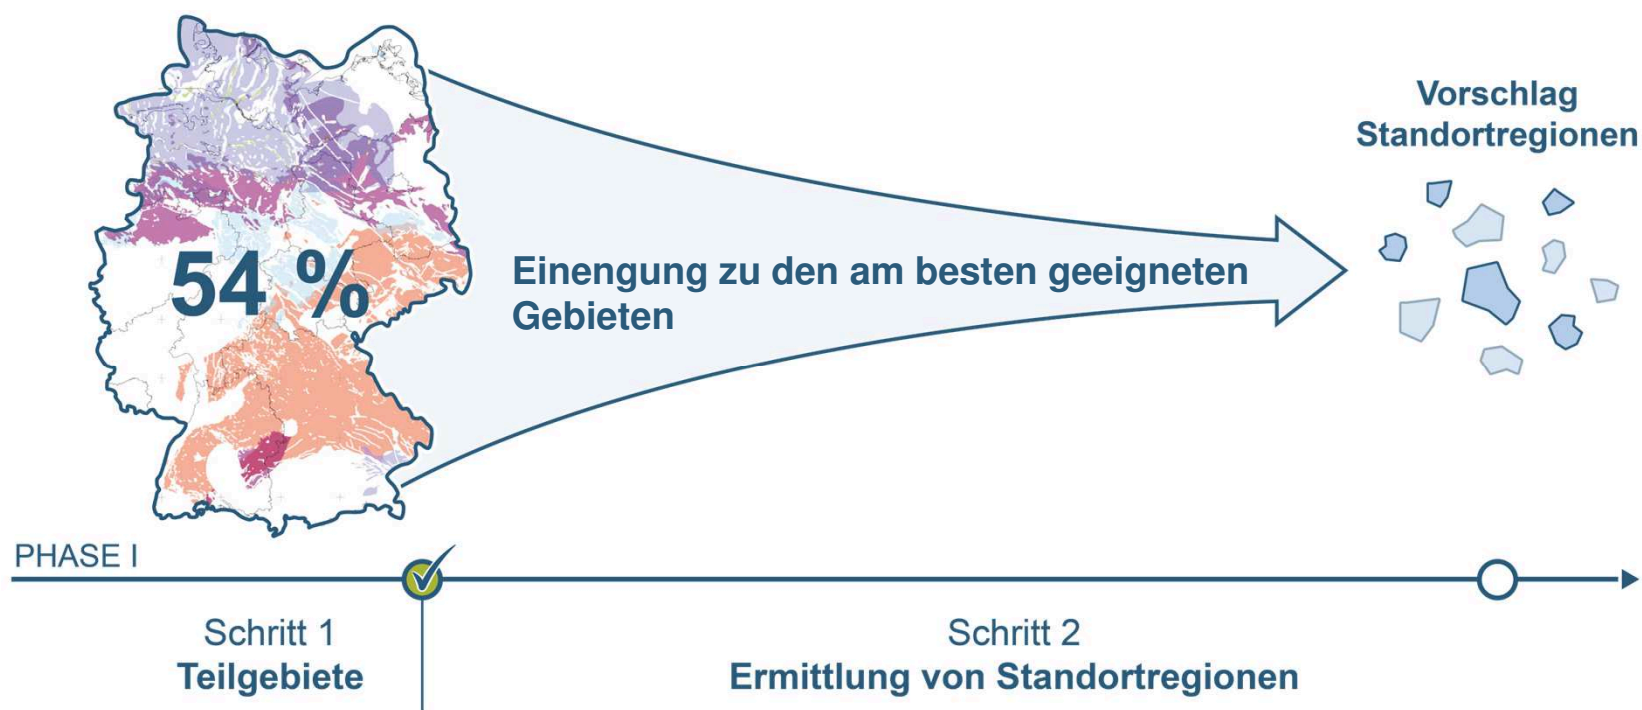 Vorschlag
Standortregionen
54 %
Einengung zu den am besten geeigneten
Gebieten
PHASE I
Schritt 1
Teilgebiete
Schritt 2
Ermittlung von Standortregionen